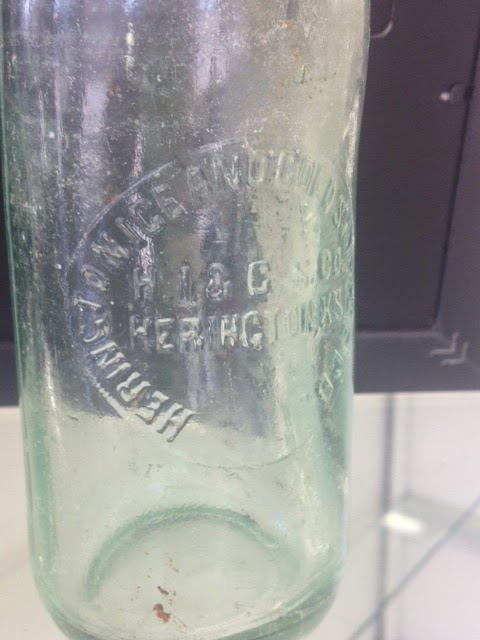 HERINGTON ICE AND COLD
H. I. & C. S. CO.
HERINGTON, KS.